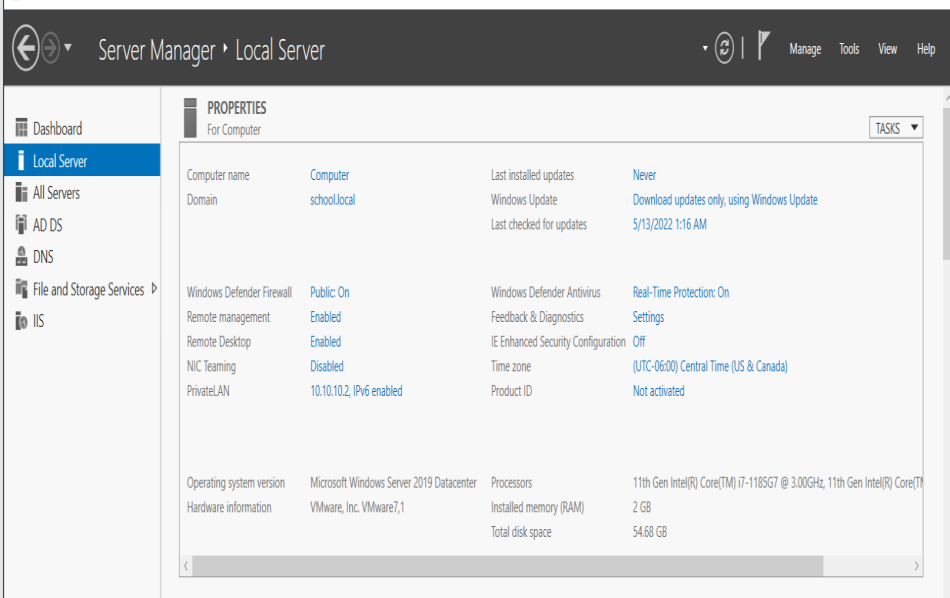 Server Manager ‣ Local Server
Manage Tools View Help
Dashboard
Local Server
All Servers
AD DS
DNS
File and Storage Services
IIS
PROPERTIES
For Computer
TASKS
Computer name Computer Last installed updates Never
Domain school.local Windows Update Download updates only, using Windows Update
Last checked for updates 5/13/2022 1:16 AM
Windows Defender Firewall Public: On Windows Defender Antivirus Real-Time Protection: On
Remote management Enabled Feedback & Diagnostics Settings
Remote Desktop Enabled IE Enhanced Security Configuration Off
NIC Teaming Disabled Time zone (UTC-06:00) Central Time (US & Canada)
PrivateLAN 10.10.10.2, IPv6 enabled Product ID Not activated
Operating system version Microsoft Windows Server 2019 Datacenter Processors 11th Gen Intel(R) Core(TM) i7-1185G7 @ 3.00GHz, 11th Gen Intel(R) Core(T
Hardware information VMware, Inc. VMware7,1 Installed memory (RAM) 2 GB
Total disk space 54.68 GB